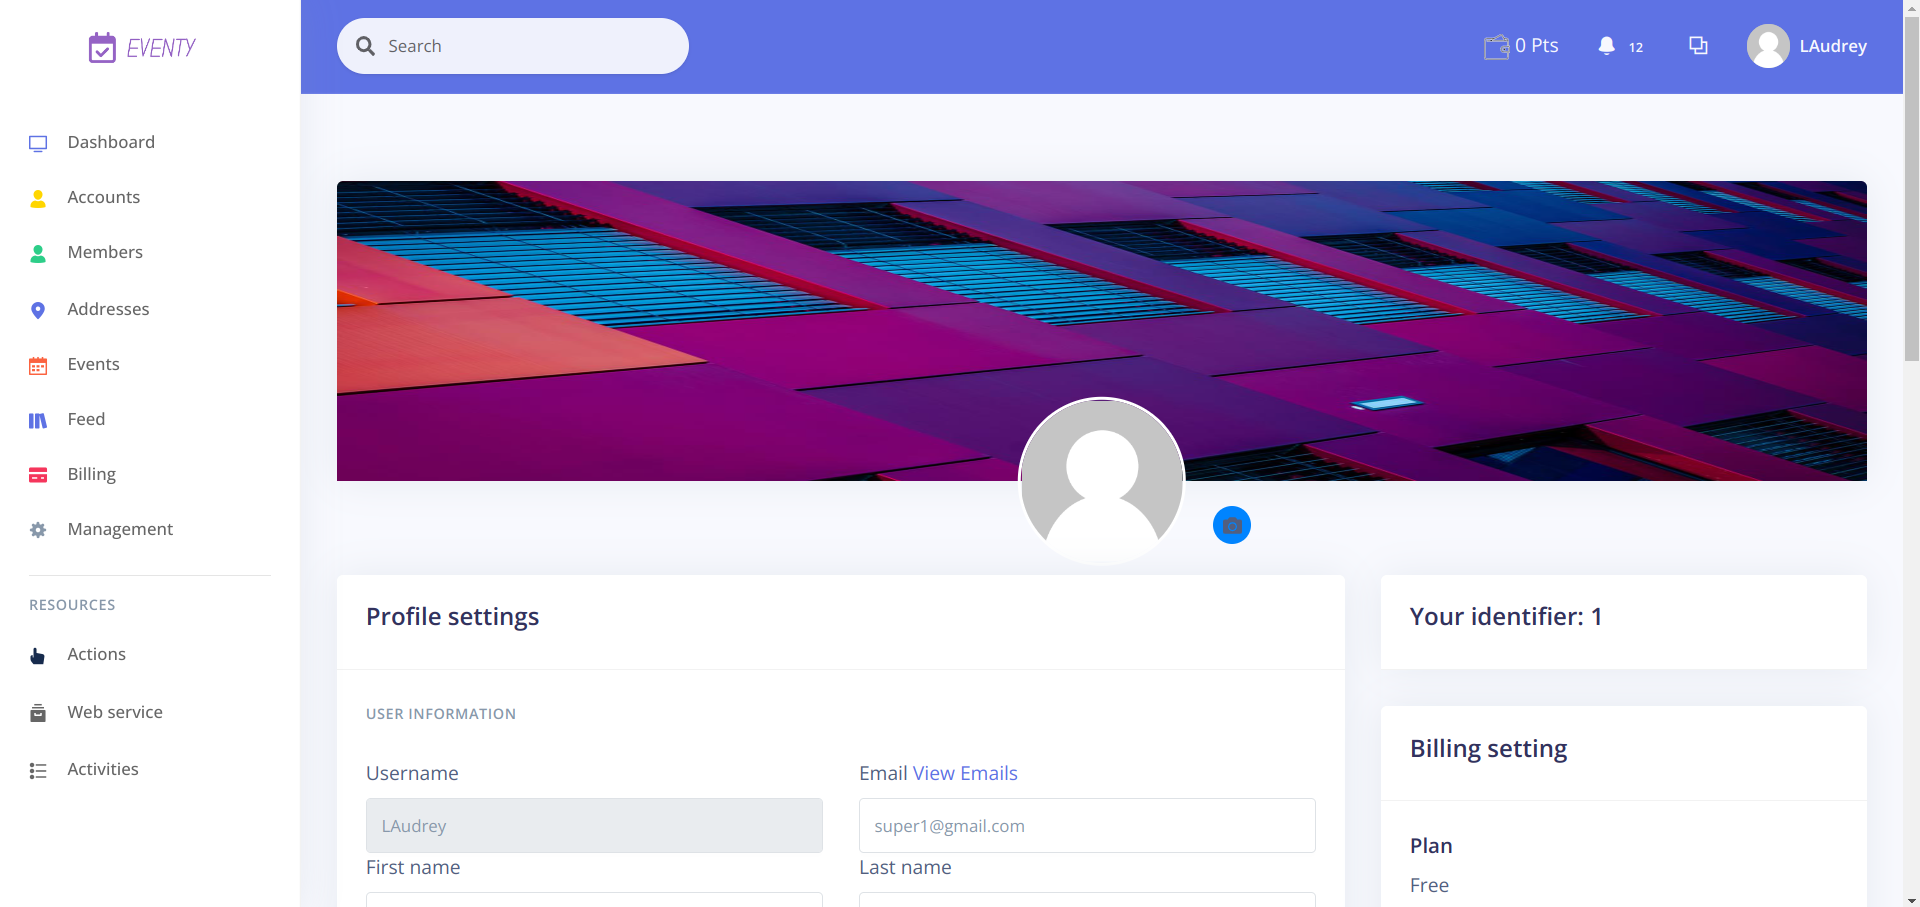 EVENTY
Search
0 Pts
12
LAudrey
Dashboard
Accounts
Members
Addresses
Events
Feed
Billing
Management
RESOURCES
Actions
Web service
Activities
Profile settings
USER INFORMATION
Username
Email View Emails
LAudrey
super1@gmail.com
First name
Last name
Your identifier: 1
Billing setting
Plan
Free